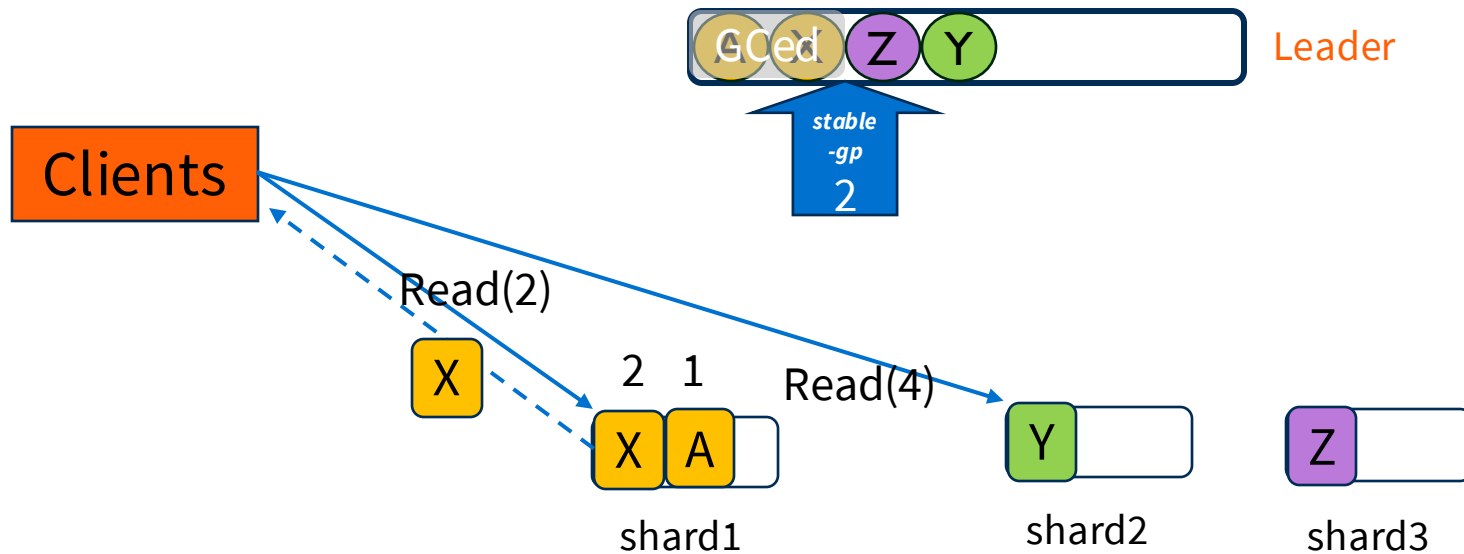 A X GCed Z Y
Leader
stable
-gp
2
Clients
Read(2)
X
2 1
Read(4)
X A
Y
Z
shard1
shard2
shard3